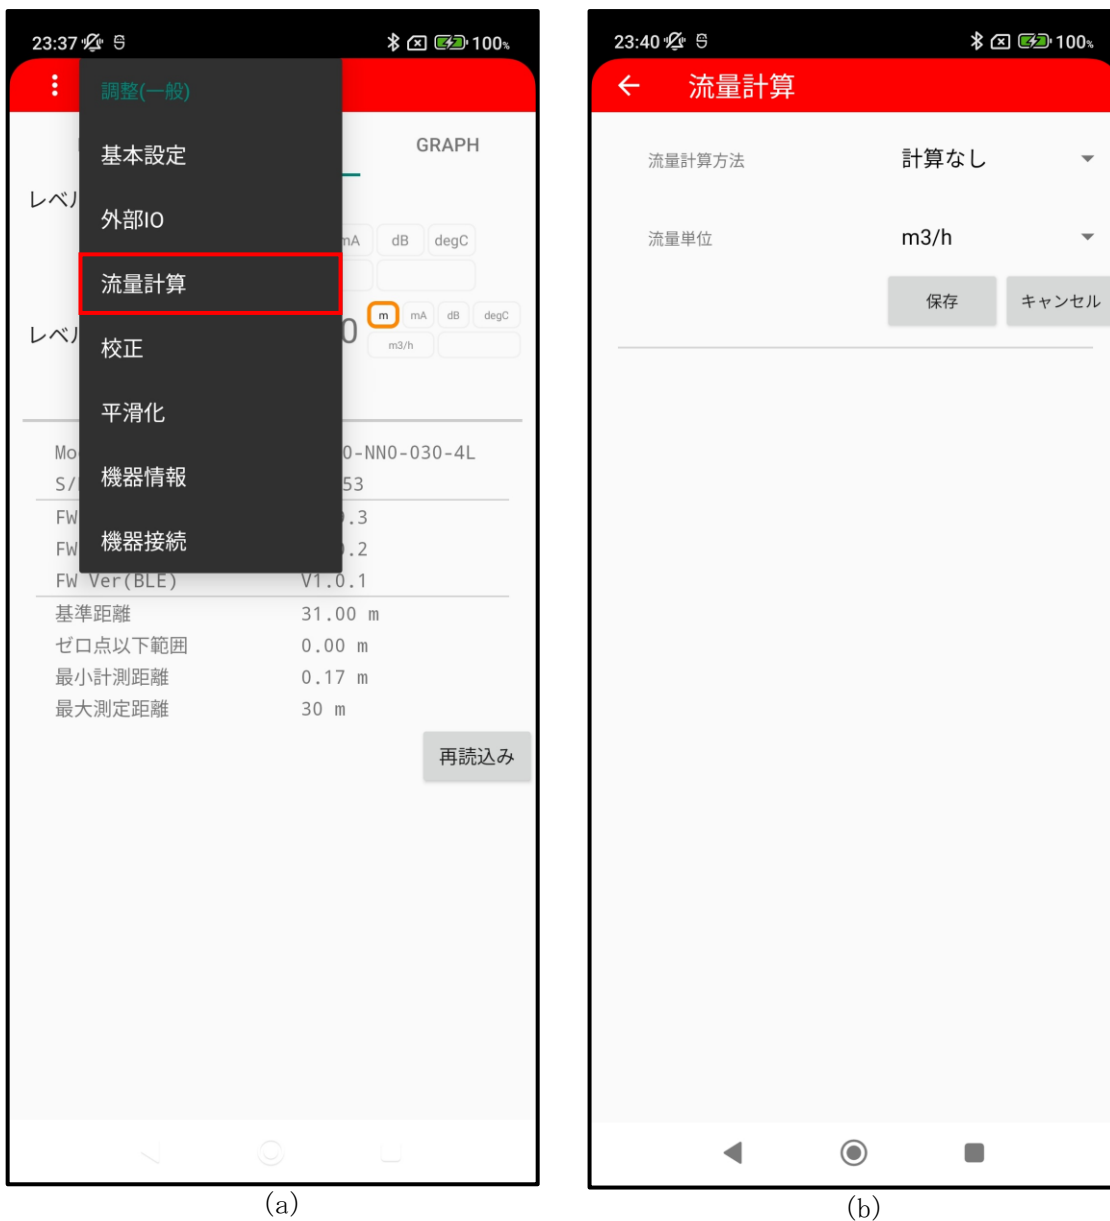 23:37
100%
調整(一般)
基本設定
GRAPH
レベル
外部IO
mA dB degC
流量計算
レベル
0 m mA dB degC
m3/h
校正
平滑化
Mo 0-NN0-030-4L
機器情報
S/ 53
FW .3
機器接続
FW .2
FW Ver(BLE) V1.0.1
基準距離 31.00 m
ゼロ点以下範囲 0.00 m
最小計測距離 0.17 m
最大測定距離 30 m
再読込み
(a)
23:40
100%
流量計算
流量計算方法 計算なし
流量単位 m3/h
保存 キャンセル
(b)